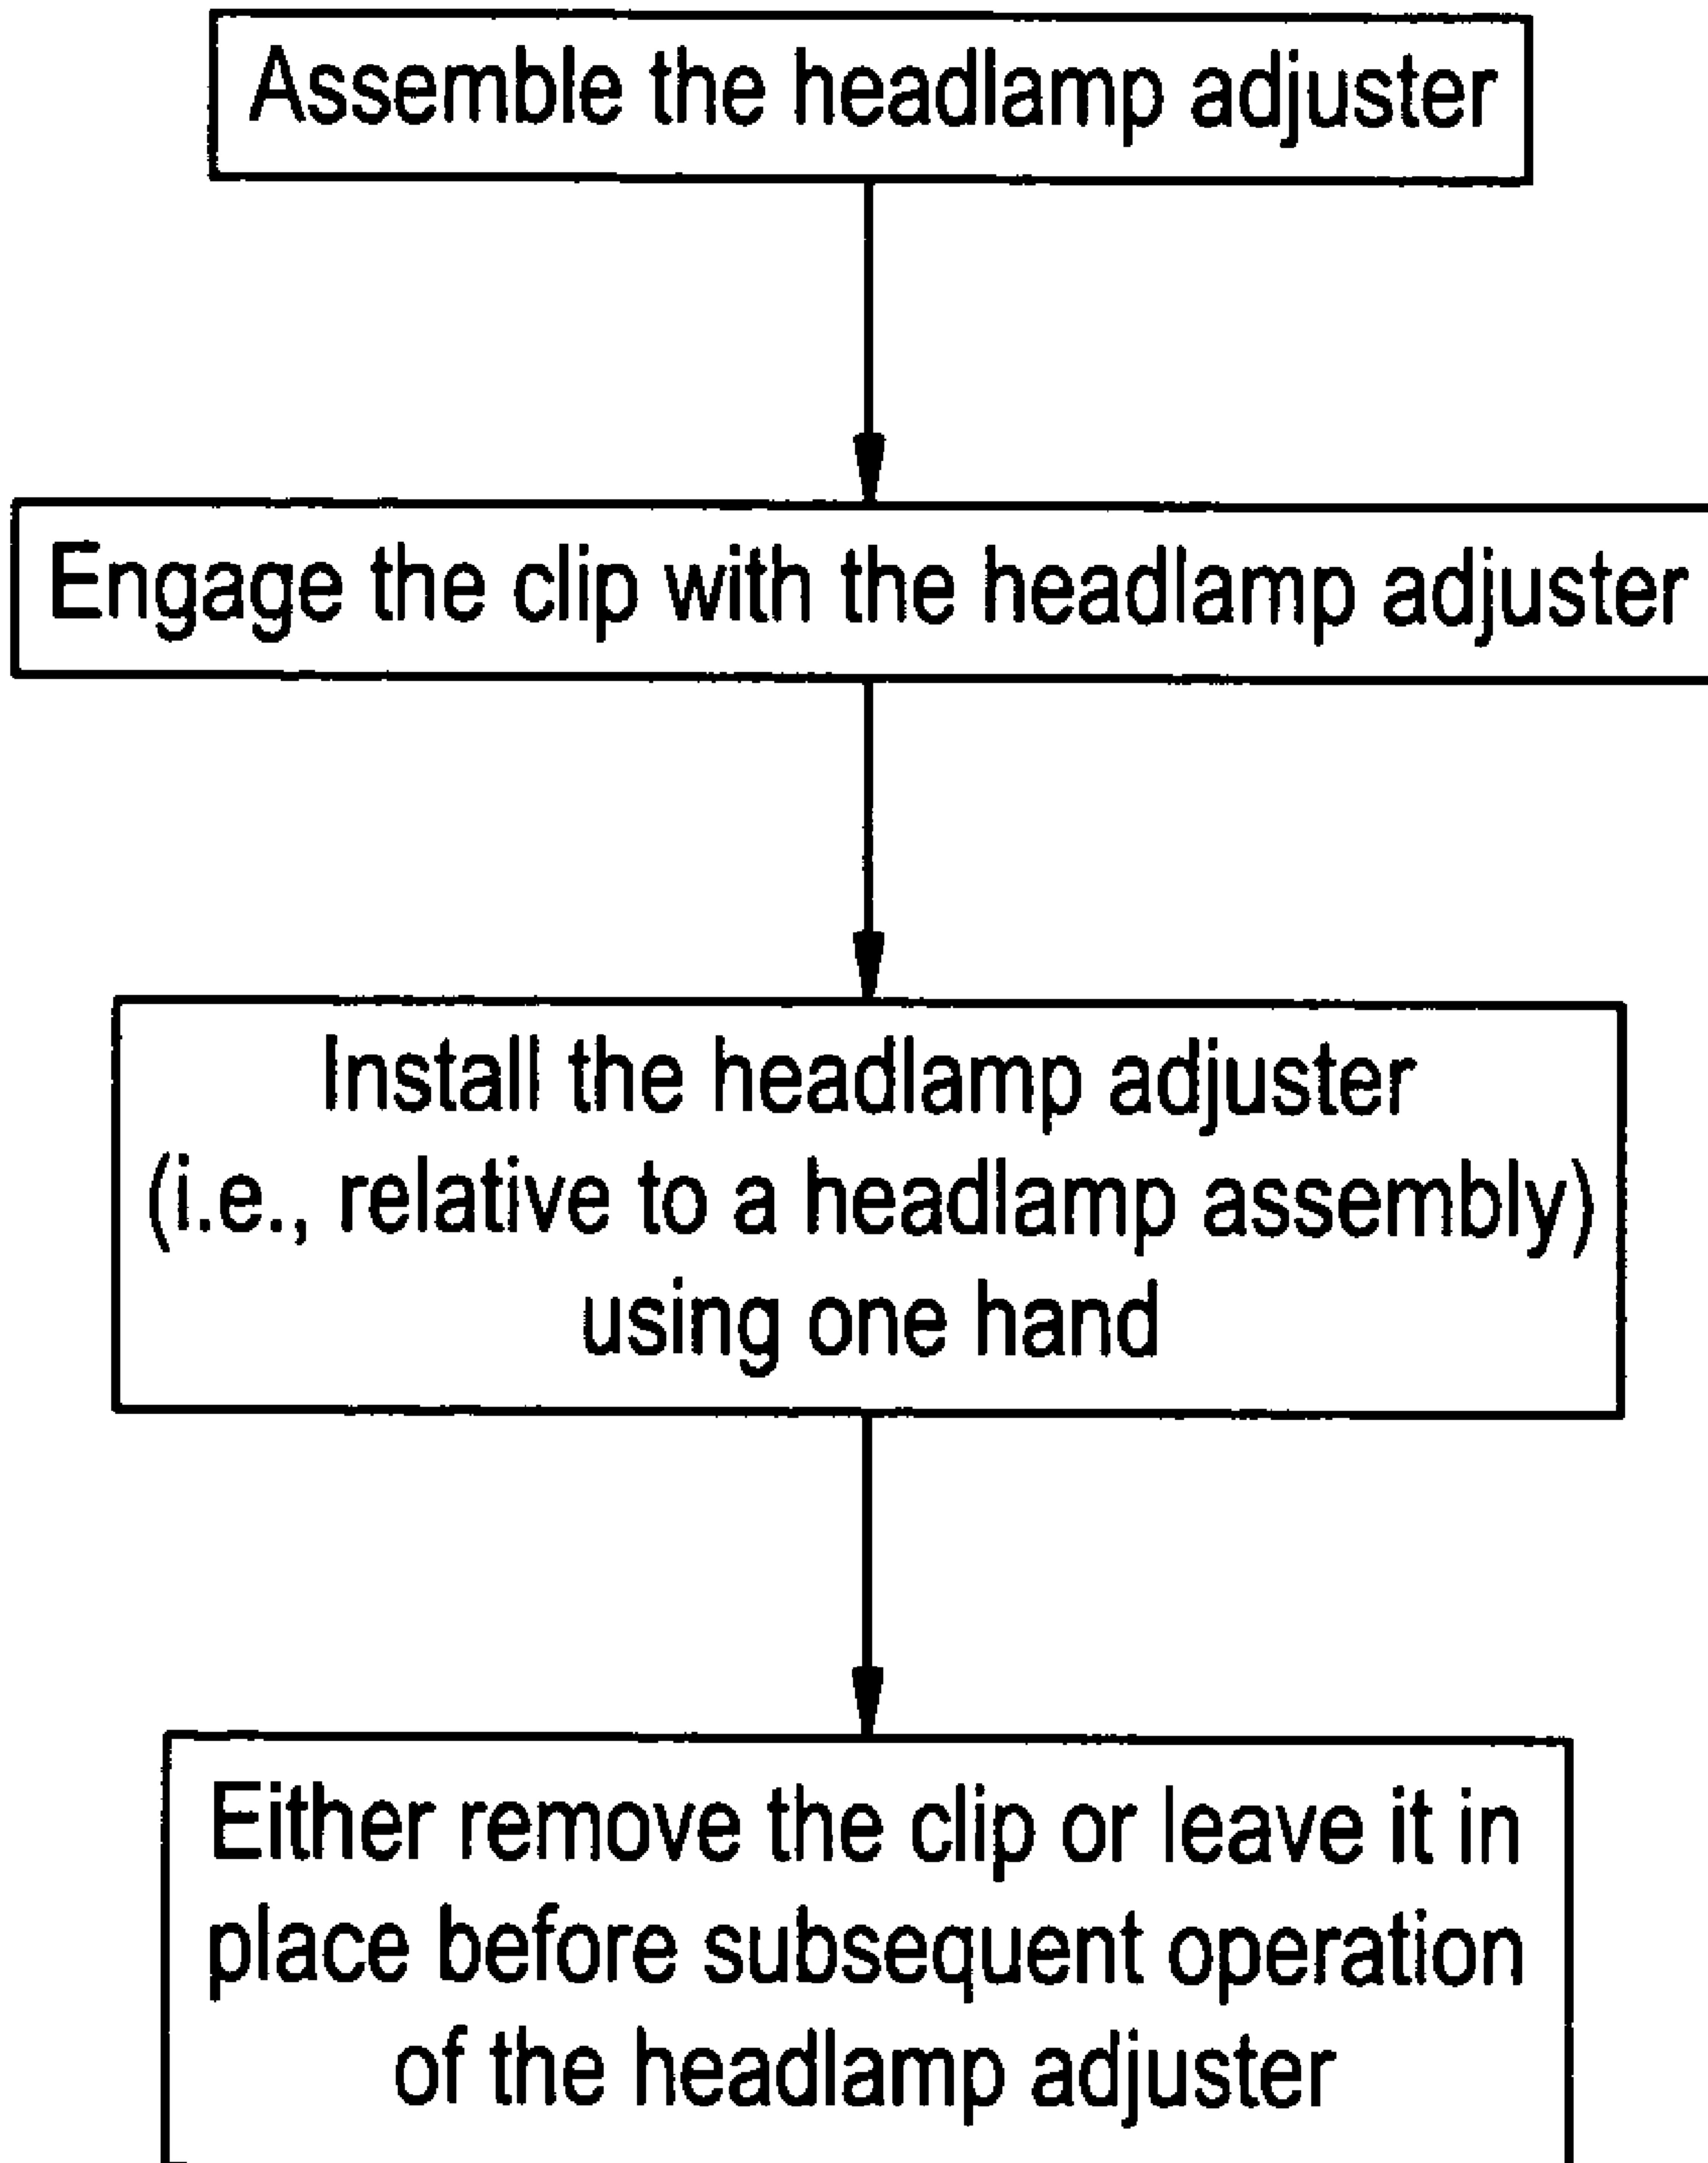 Assemble the headlamp adjuster
Engage the clip with the headlamp adjuster
Install the headlamp adjuster
(i.e., relative to a headlamp assembly)
using one hand
Either remove the clip or leave it in
place before subsequent operation
of the headlamp adjuster